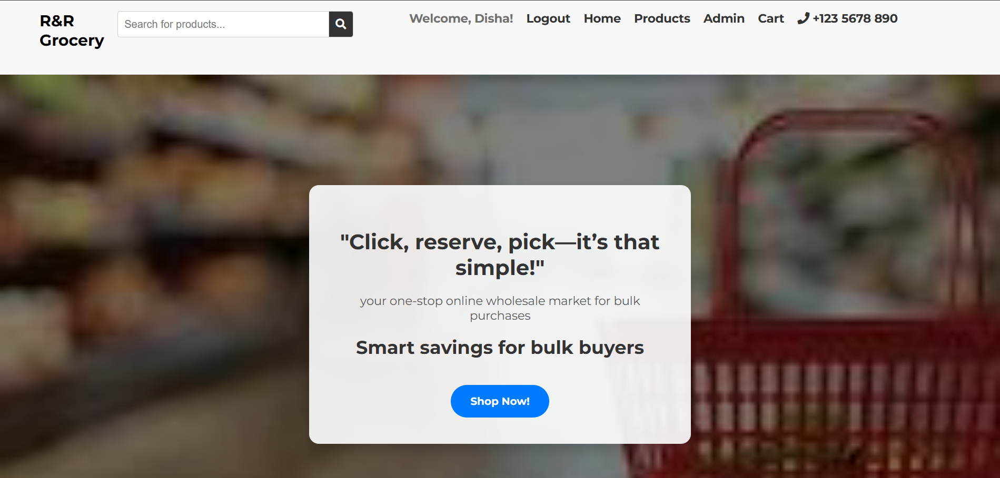 R&R
Grocery
Search for products...
Welcome, Disha! Logout Home Products Admin Cart +123 5678 890
"Click, reserve, pick—it’s that
simple!"
your one-stop online wholesale market for bulk
purchases
Smart savings for bulk buyers
Shop Now!